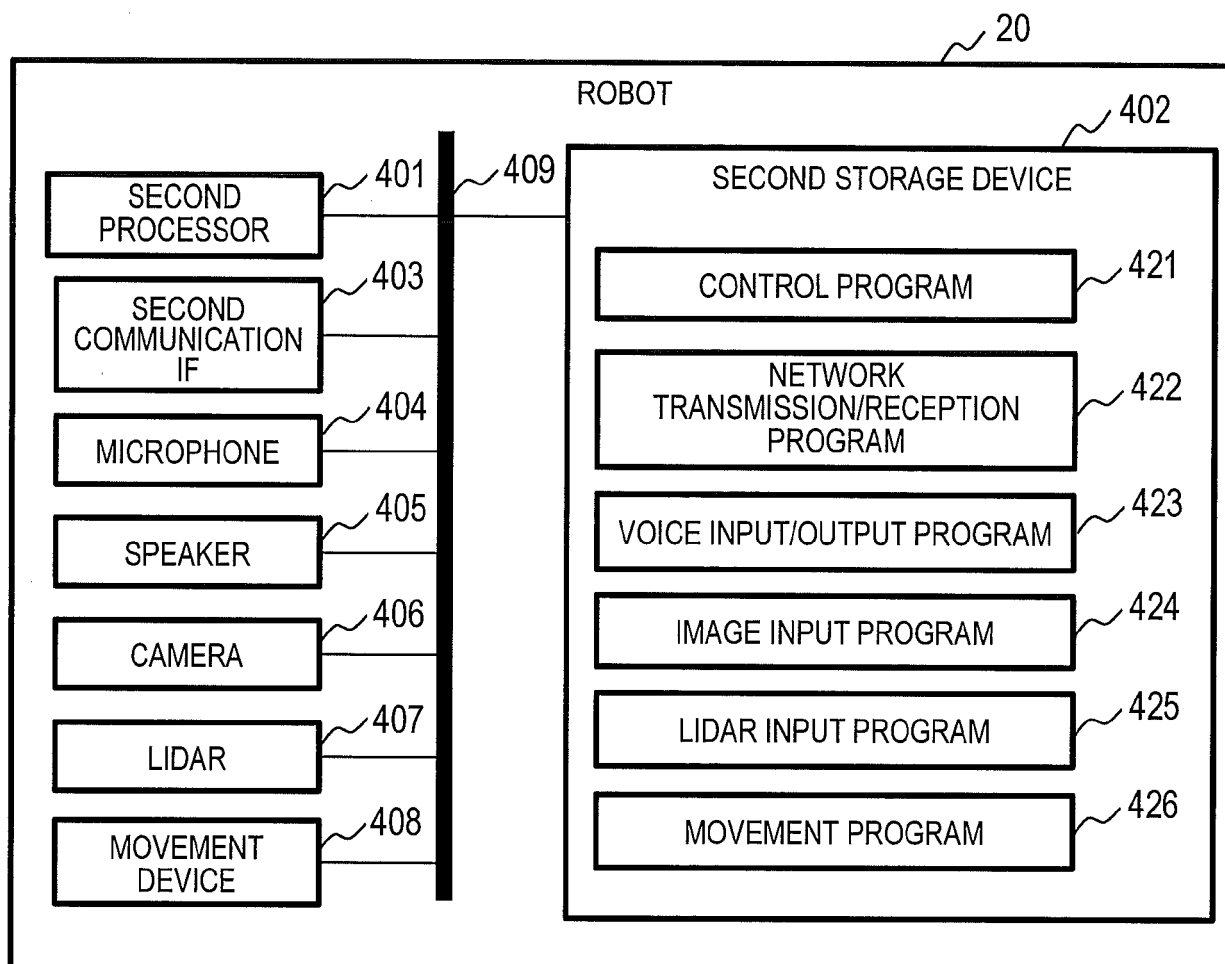 20
ROBOT
402
401
409
SECOND
PROCESSOR
SECOND STORAGE DEVICE
403
SECOND
COMMUNICATION
IF
CONTROL PROGRAM
421
404
MICROPHONE
NETWORK
TRANSMISSION/RECEPTION
PROGRAM
422
405
SPEAKER
VOICE INPUT/OUTPUT PROGRAM
423
406
CAMERA
IMAGE INPUT PROGRAM
424
407
LIDAR
LIDAR INPUT PROGRAM
425
408
MOVEMENT
DEVICE
MOVEMENT PROGRAM
426